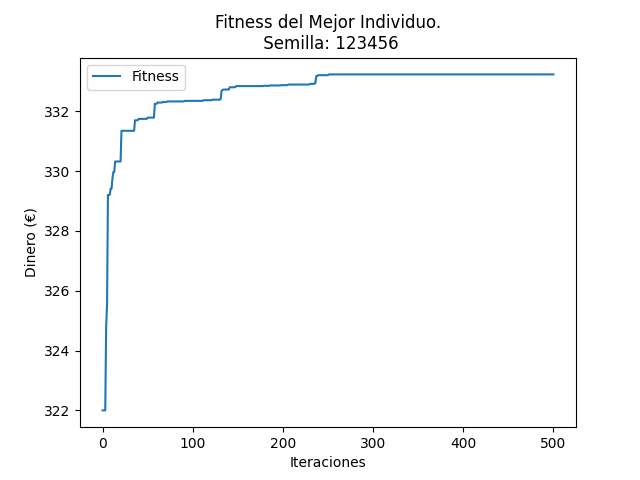 Fitness del Mejor Individuo.
Semilla: 123456
Fitness
332
330
328
326
324
322
Dinero (€)
0 100 200 300 400 500
Iteraciones